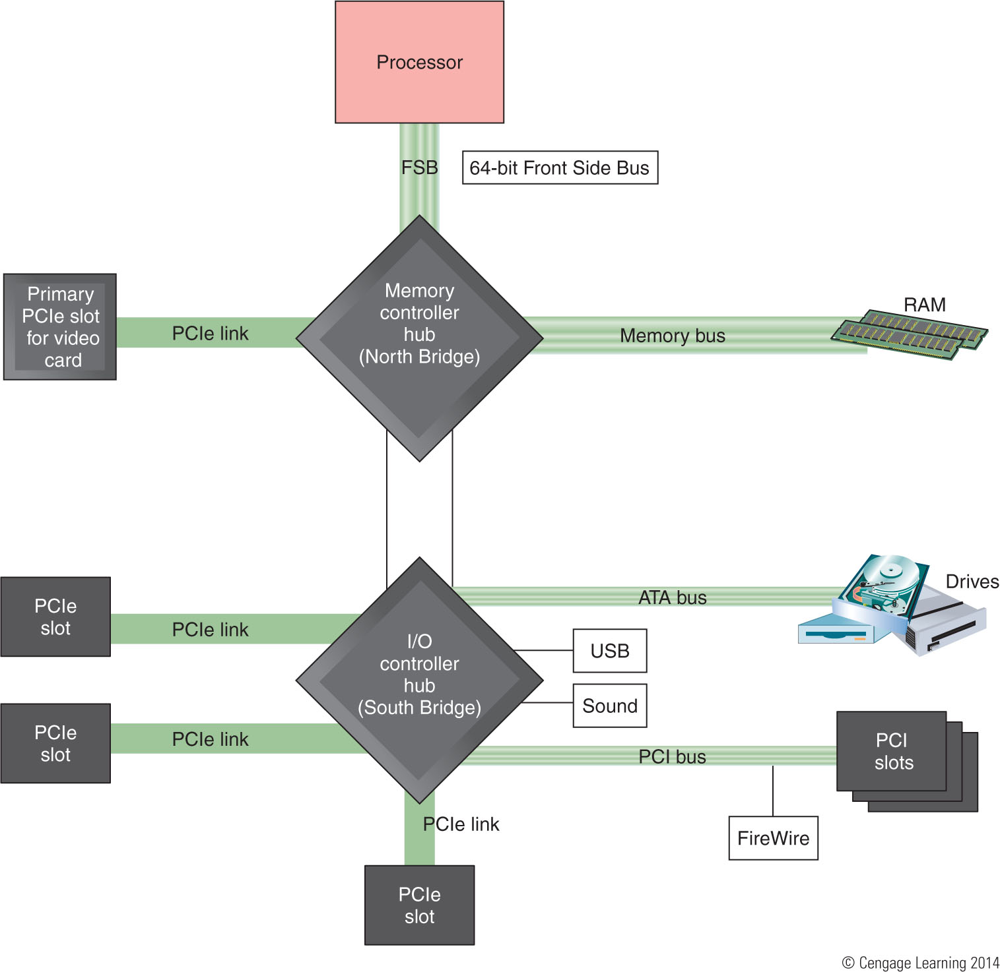 Processor
FSB
64-bit Front Side Bus
Primary
PCIe slot
for video
card
PCIe link
Memory
controller
hub
(North Bridge)
Memory bus
RAM
PCIe
slot
PCIe link
I/O
controller
hub
(South Bridge)
ATA bus
Drives
USB
Sound
PCIe
slot
PCIe link
PCI bus
PCI
slots
FireWire
PCIe link
PCIe
slot
© Cengage Learning 2014